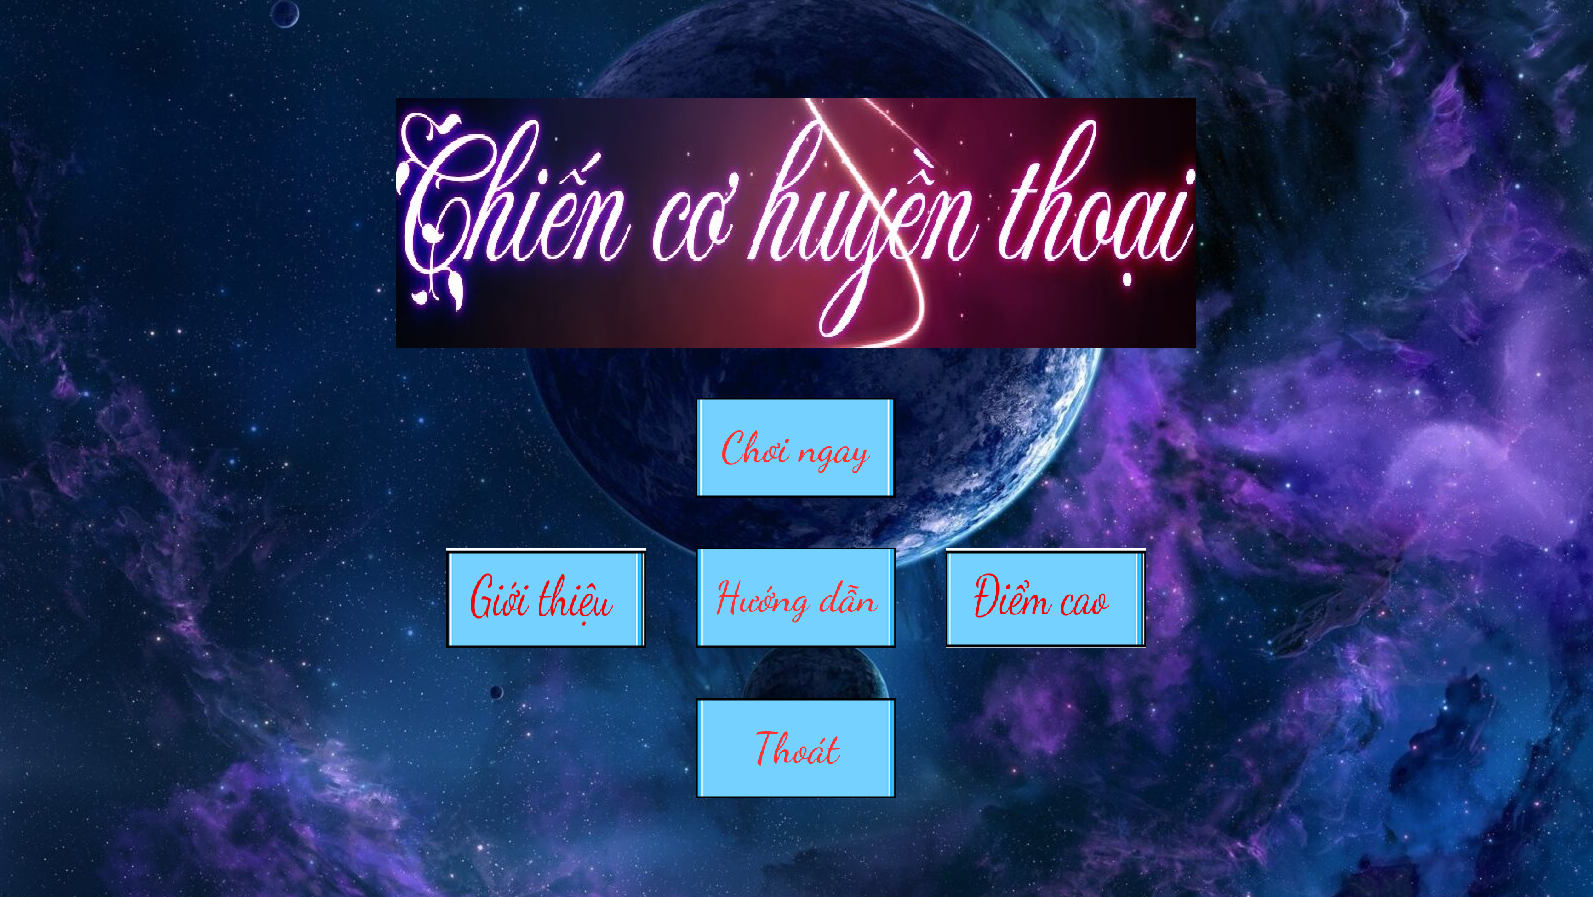 Chiến cơ huyền thoại
Chơi ngay
Giới thiệu
Hướng dẫn
Điểm cao
Thoát